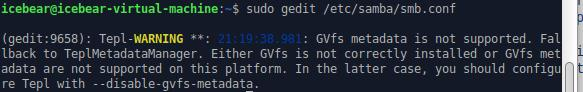 icebear@icebear-virtual-machine:~$ sudo gedit /etc/samba/smb.conf
(gedit:9658): Tepl-WARNING **: 21:19:38.981: GVfs metadata is not supported. Fal
lback to TeplMetadataManager. Either GVfs is not correctly installed or GVfs met
adata are not supported on this platform. In the latter case, you should configu
re Tepl with --disable-gvfs-metadata.